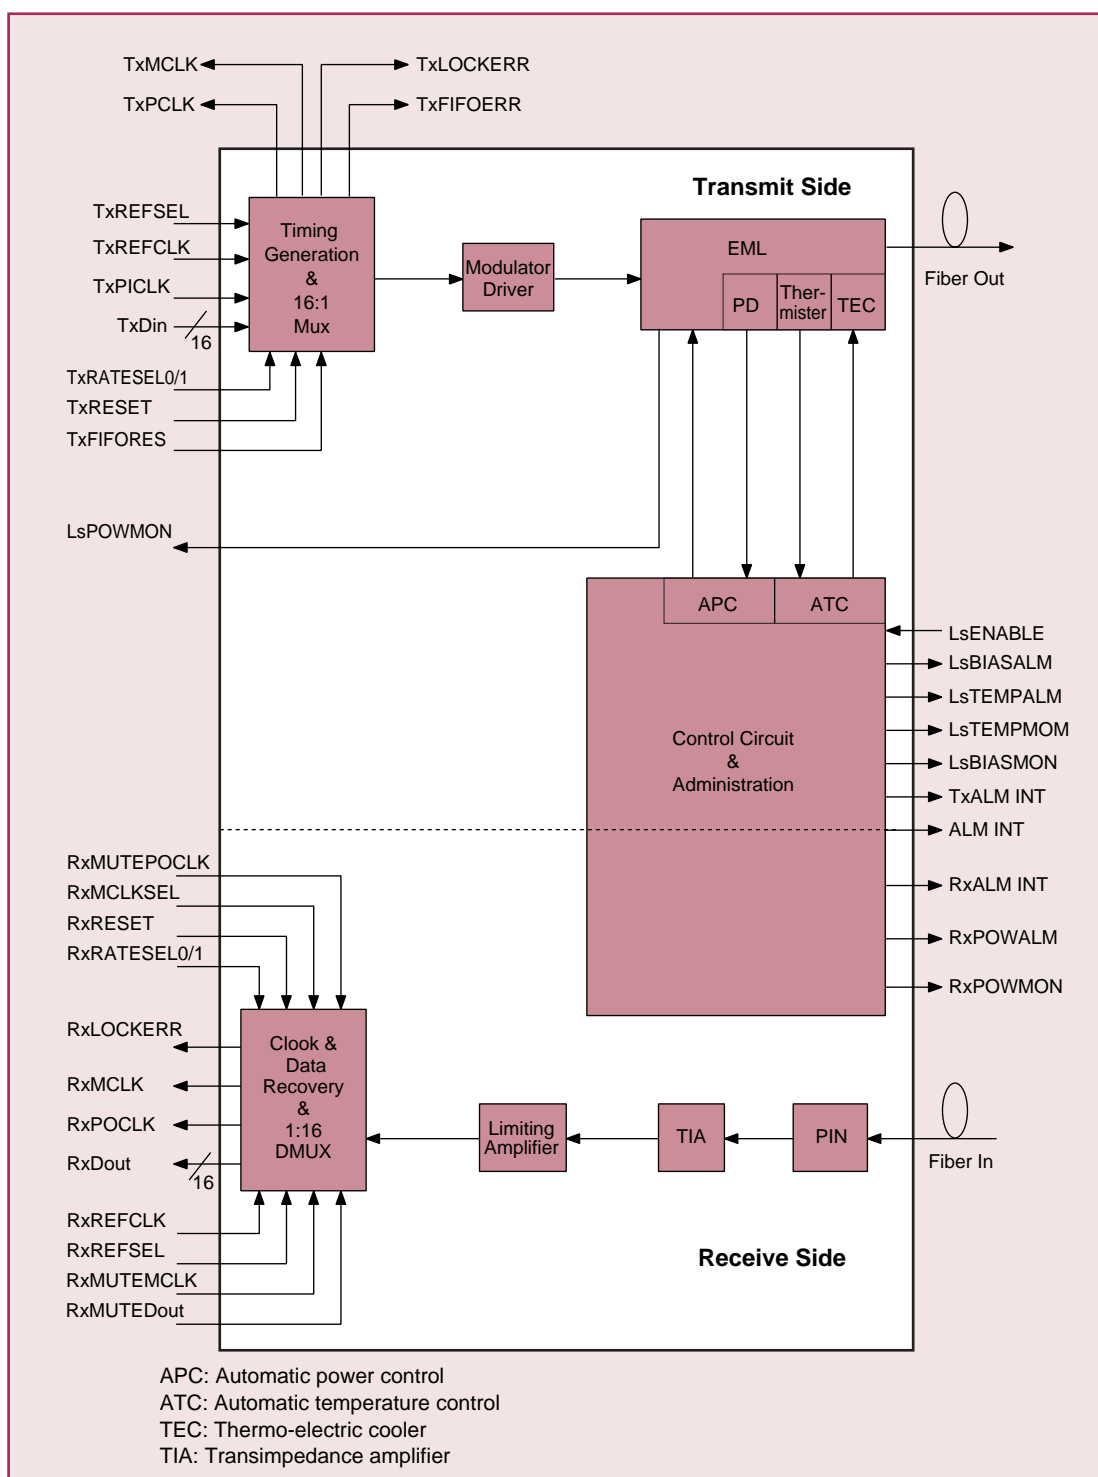 TxMCLK
TxLOCKERR
TxPCLK
TxFIFOERR
Transmit Side
TxREFSEL
TxREFCLK
TxPICLK
TxDin
16
Timing
Generation
&
16:1
Mux
Modulator
Driver
EML
PD
Ther-
mister
TEC
Fiber Out
TxRATESEL0/1
TxRESET
TxFIFORES
LsPOWMON
APC
ATC
Control Circuit
&
Administration
LsENABLE
LsBIASALM
LsTEMPALM
LsTEMPMOM
LsBIASMON
TxALM INT
ALM INT
RxALM INT
RxPOWALM
RxPOWMON
RxMUTEPOCLK
RxMCLKSEL
RxRESET
RxRATESEL0/1
RxLOCKERR
RxMCLK
RxPOCLK
RxDout
16
Clook &
Data
Recovery
&
1:16
DMUX
Limiting
Amplifier
TIA
PIN
Fiber In
RxREFCLK
RxREFSEL
RxMUTEMCLK
RxMUTEDout
Receive Side
APC: Automatic power control
ATC: Automatic temperature control
TEC: Thermo-electric cooler
TIA: Transimpedance amplifier